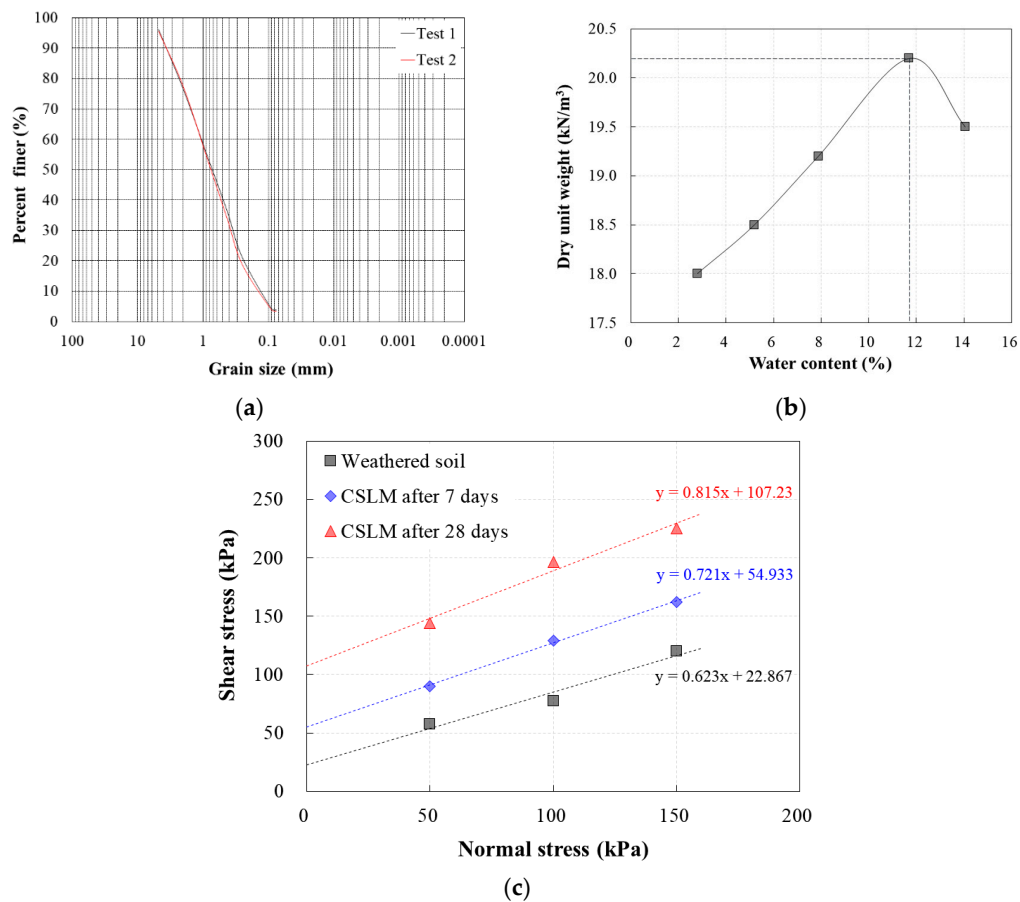 100
90
80
70
60
50
40
30
20
10
0
Percent finer (%)
Test 1
Test 2
100
10
1
0.1
0.01
0.001
0.0001
Grain size (mm)
(a)
20.5
20.0
19.5
19.0
18.5
18.0
17.5
Dry unit weight (kN/m³)
0
2
4
6
8
10
12
14
16
Water content (%)
(b)
300
250
200
150
100
50
0
Shear stress (kPa)
Weathered soil
CSLM after 7 days
CSLM after 28 days
y = 0.815x + 107.23
y = 0.721x + 54.933
y = 0.623x + 22.867
0
50
100
150
200
Normal stress (kPa)
(c)